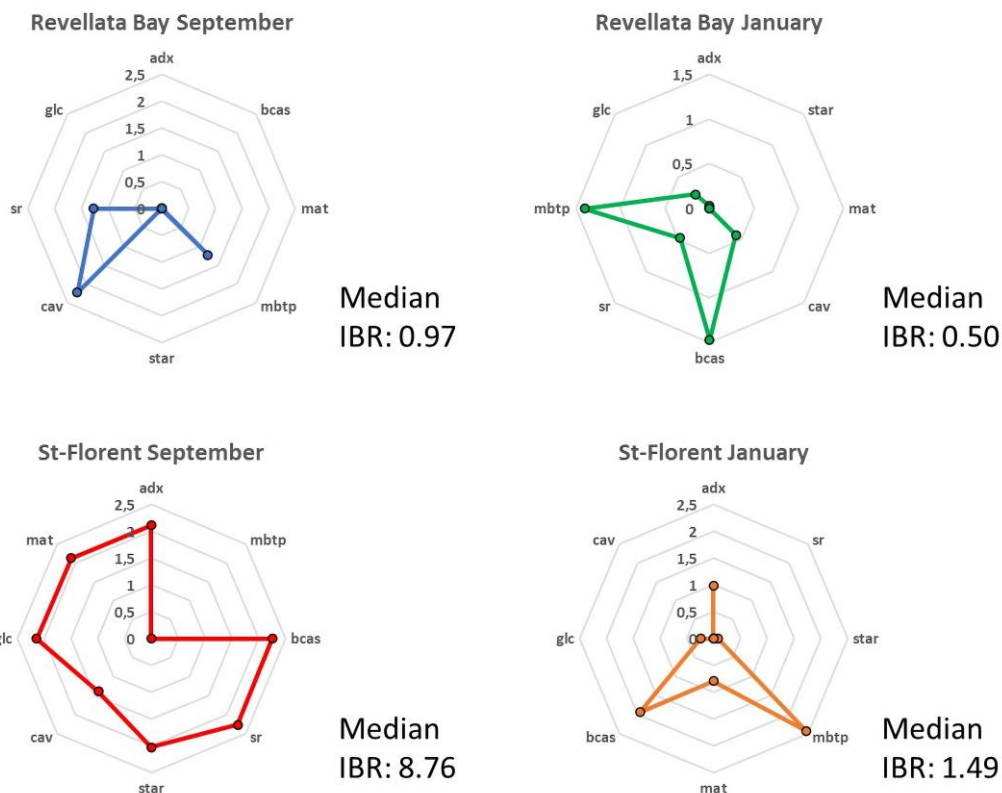 Revellata Bay September
adx
2,5
2
1,5
1
0,5
0
bcas
mat
mbtp
star
cav
sr
glc
Median
IBR: 0.97
Revellata Bay January
adx
1,5
1
0,5
0
star
mat
cav
bcas
sr
mbtp
glc
Median
IBR: 0.50
St-Florent September
adx
2,5
2
1,5
1
0,5
0
mbtp
bcas
sr
star
cav
glc
mat
Median
IBR: 8.76
St-Florent January
adx
2,5
2
1,5
1
0,5
0
sr
star
mbtp
mat
bcas
glc
cav
Median
IBR: 1.49